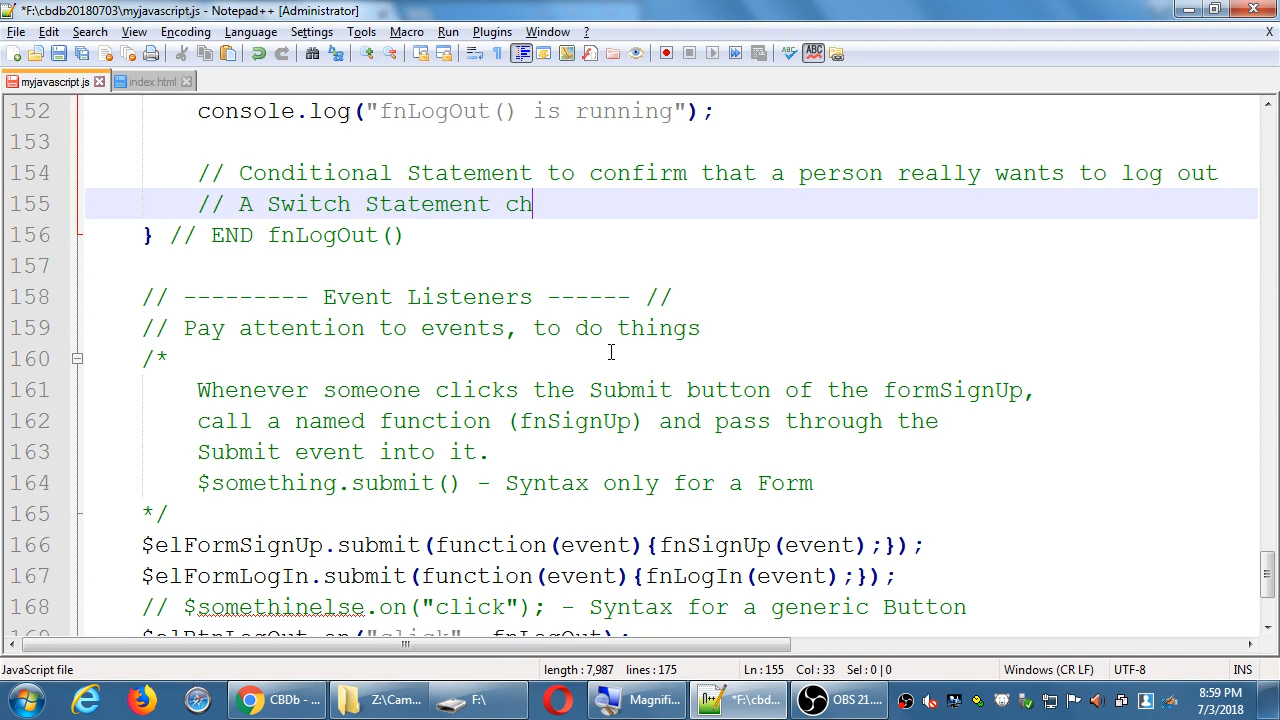 *F:\cbdb20180703\myjavascript.js - Notepad++ [Administrator]
File Edit Search View Encoding Language Settings Tools Macro Run Plugins Window ? X
myjavascript.js index.html
152 console.log("fnLogOut() is running");
153
154 // Conditional Statement to confirm that a person really wants to log out
155 // A Switch Statement ch
156 } // END fnLogOut()
157
158 // --------- Event Listeners ------ //
159 // Pay attention to events, to do things
160 /*
161 Whenever someone clicks the Submit button of the formSignUp,
162 call a named function (fnSignUp) and pass through the
163 Submit event into it.
164 $something.submit() - Syntax only for a Form
165 */
166 $elFormSignUp.submit(function(event){fnSignUp(event);});
167 $elFormLogIn.submit(function(event){fnLogIn(event);});
168 // $somethinelse.on("click"); - Syntax for a generic Button
169 $elBtnLogOut.on("click", fnLogOut);
JavaScript file length : 7,987 lines : 175 Ln : 155 Col : 33 Sel : 0 | 0 Windows (CR LF) UTF-8 INS
CBDb - ... Z:\Cam... F:\ Magnifi... *F:\cbd... OBS 21.... 8:59 PM
7/3/2018